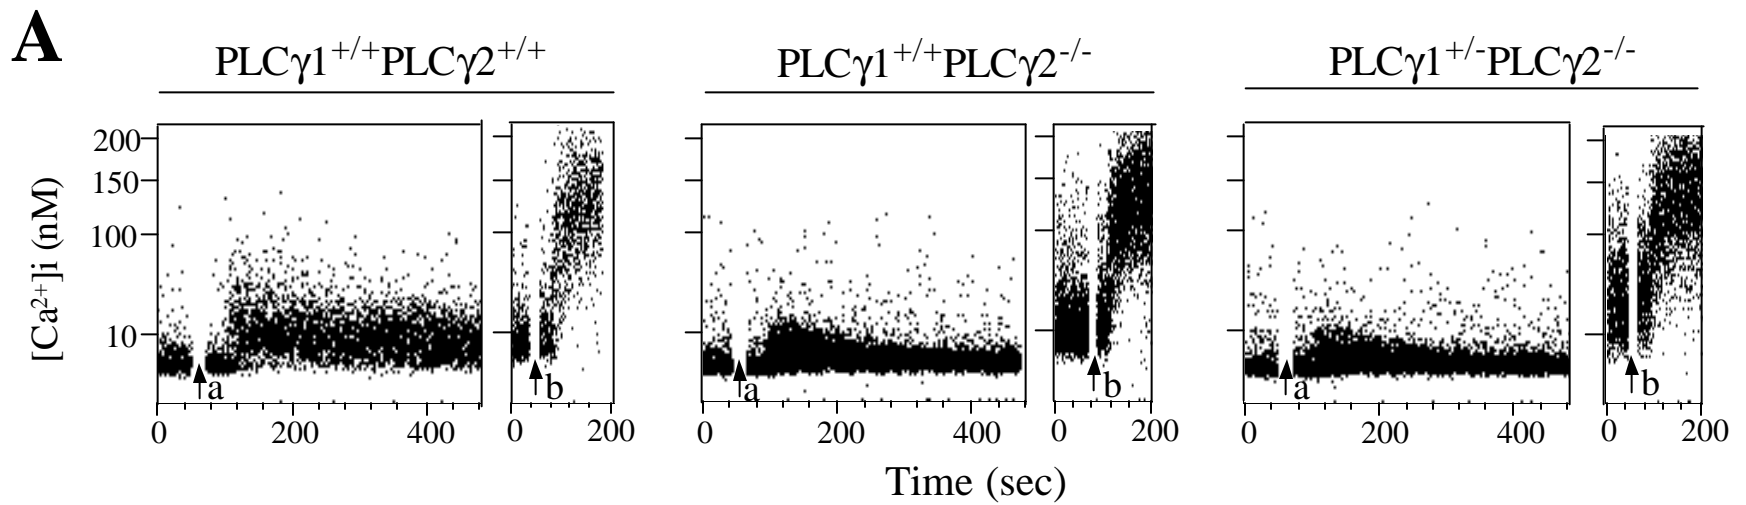 A
PLCγ1+/+PLCγ2+/+
PLCγ1+/+PLCγ2-/-
PLCγ1+/-PLCγ2-/-
[Ca2+]i (nM)
200
150
100
10
a
b
a
b
a
b
0 200 400
0 200
0 200 400
0 200
0 200 400
0 200
Time (sec)